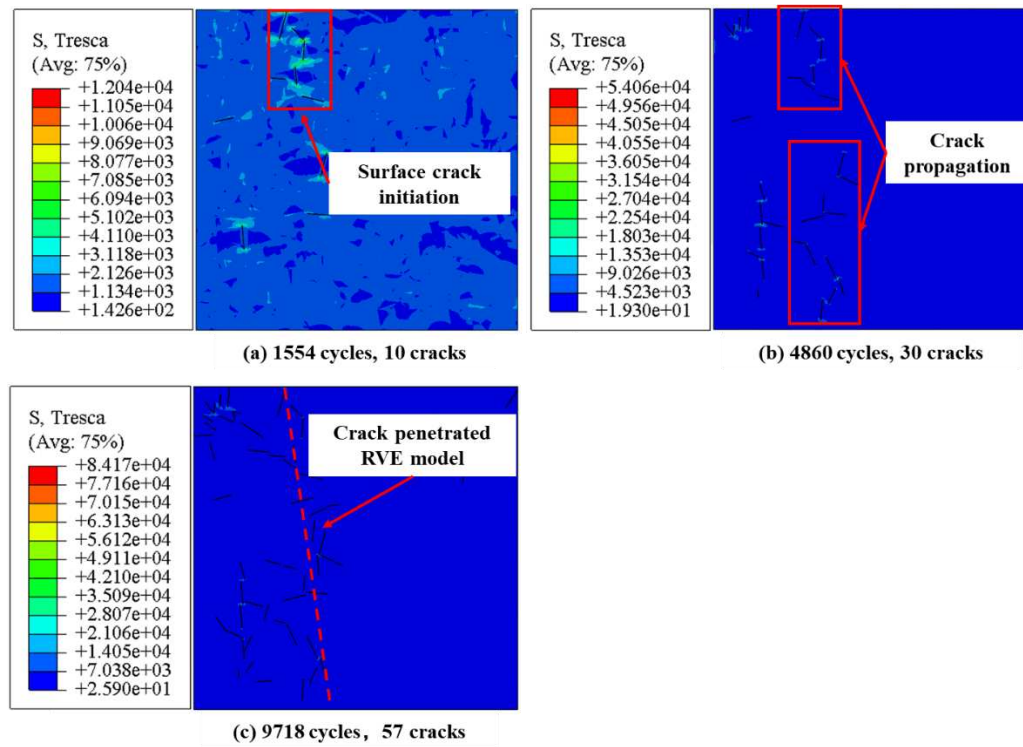 S, Tresca
(Avg: 75%)
+1.204e+04
+1.105e+04
+1.006e+04
+9.069e+03
+8.077e+03
+7.085e+03
+6.094e+03
+5.102e+03
+4.110e+03
+3.118e+03
+2.126e+03
+1.134e+03
+1.426e+02
Surface crack
initiation
(a) 1554 cycles, 10 cracks
S, Tresca
(Avg: 75%)
+5.406e+04
+4.956e+04
+4.505e+04
+4.055e+04
+3.605e+04
+3.154e+04
+2.704e+04
+2.254e+04
+1.803e+04
+1.353e+04
+9.026e+03
+4.523e+03
+1.930e+01
Crack
propagation
(b) 4860 cycles, 30 cracks
S, Tresca
(Avg: 75%)
+8.417e+04
+7.716e+04
+7.015e+04
+6.313e+04
+5.612e+04
+4.911e+04
+4.210e+04
+3.509e+04
+2.807e+04
+2.106e+04
+1.405e+04
+7.038e+03
+2.590e+01
Crack penetrated
RVE model
(c) 9718 cycles, 57 cracks